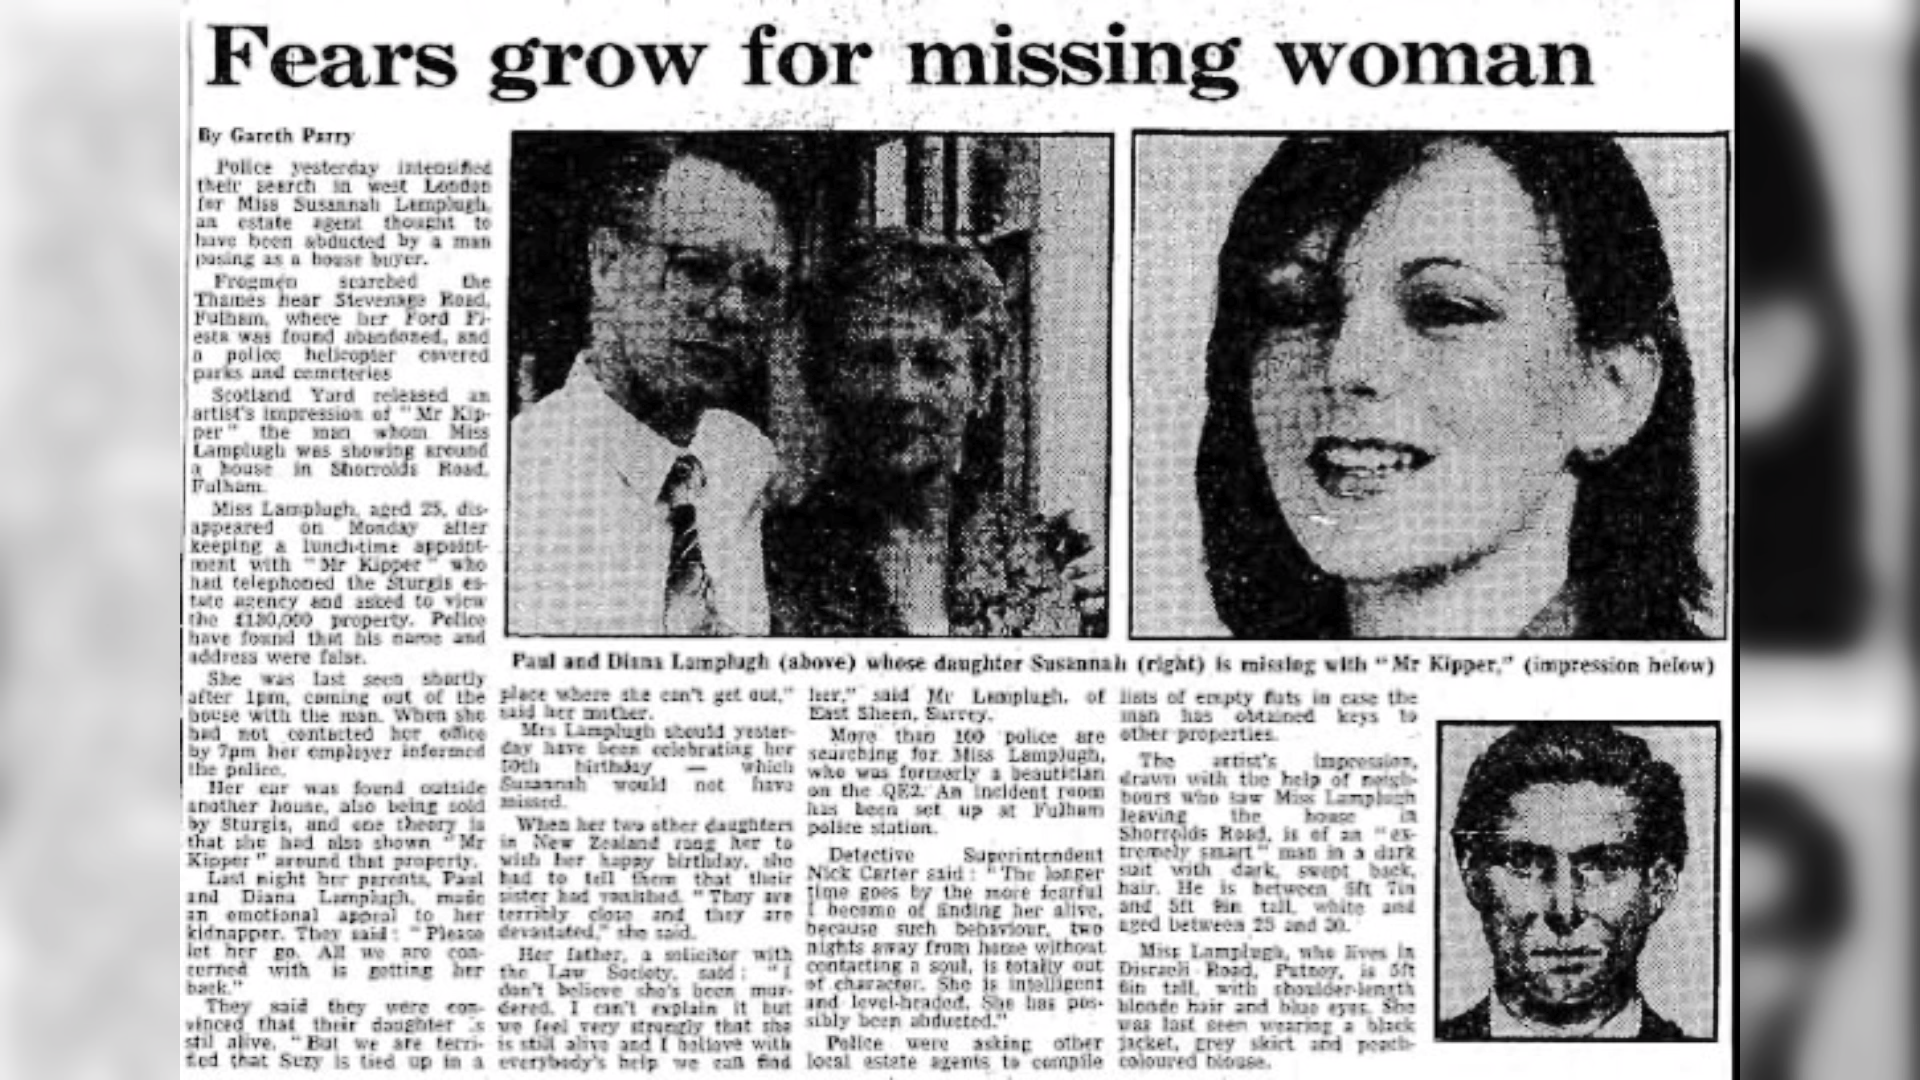 Fears grow for missing woman
By Gareth Parry
Police yesterday intensified
their search in west London
for Miss Susannah Lamplugh,
an estate agent thought to
have been abducted by a man
posing as a house buyer.
Frogmen searched the
Thames near Stevenage Road,
Fulham, where her Ford Fi-
esta was found abandoned, and
a police helicopter covered
parks and cemeteries
Scotland Yard released an
artist's impression of "Mr Kip-
per" the man whom Miss
Lamplugh was showing around
a house in Shorrolds Road,
Fulham.
Miss Lamplugh, aged 25, dis-
appeared on Monday after
keeping a lunch-time appoint-
ment with "Mr Kipper" who
had telephoned the Sturgis es-
tate agency and asked to view
the property. Police
have found that his name and
address were false.
She was last seen shortly
after 1pm, coming out of the
house with the man. When she
had not contacted her office
by 7pm her employer informed
the police.
Her car was found outside
another house, also being sold
by Sturgis, and one theory is
that she had also shown "Mr
Kipper" around that property.
Last night her parents, Paul
and Diana Lamplugh, made
an emotional appeal to her
kidnapper. They said: "Please
let her go. All we are con-
cerned with is getting her
back."
They said they were con-
vinced that their daughter is
still alive. "But we are terri-
fied that Suzy is tied up in a
Paul and Diana Lamplugh (above) whose daughter Susannah (right) is missing with "Mr Kipper," (impression below)
place where she can't get out,"
said her mother.
Mrs Lamplugh should yester-
day have been celebrating her
50th birthday — which
Susannah would not have
missed.
When her two other daughters
in New Zealand rang her to
wish her happy birthday, she
had to tell them that their
sister had vanished. "They are
terribly close and they are
devastated," she said.
Her father, a solicitor with
the Law Society, said: "I
don't believe she's been mur-
dered. I can't explain it but
we feel very strongly that she
is still alive and I believe with
everybody's help we can find
her," said Mr Lamplugh, of
East Sheen, Surrey.
More than 100 police are
searching for Miss Lamplugh,
who was formerly a beautician
on the QE2. An incident room
has been set up at Fulham
police station.
Detective Superintendent
Nick Carter said: "The longer
time goes by the more fearful
I become of finding her alive,
because such behaviour, two
nights away from home without
contacting a soul, is totally out
of character. She is intelligent
and level-headed. She has pos-
sibly been abducted."
Police were asking other
local estate agents to compile
lists of empty flats in case the
man has obtained keys to
other properties.
The artist's impression,
drawn with the help of neigh-
bours who saw Miss Lamplugh
leaving the house in
Shorrolds Road, is of an "ex-
tremely smart" man in a dark
suit with dark, swept back,
hair. He is between 5ft 7in
and 5ft 9in tall, white and
aged between 25 and 30.
Miss Lamplugh, who lives in
Disraeli Road, Putney, is 5ft
6in tall, with shoulder-length
blonde hair and blue eyes. She
was last seen wearing a black
jacket, grey skirt and peach-
coloured blouse.